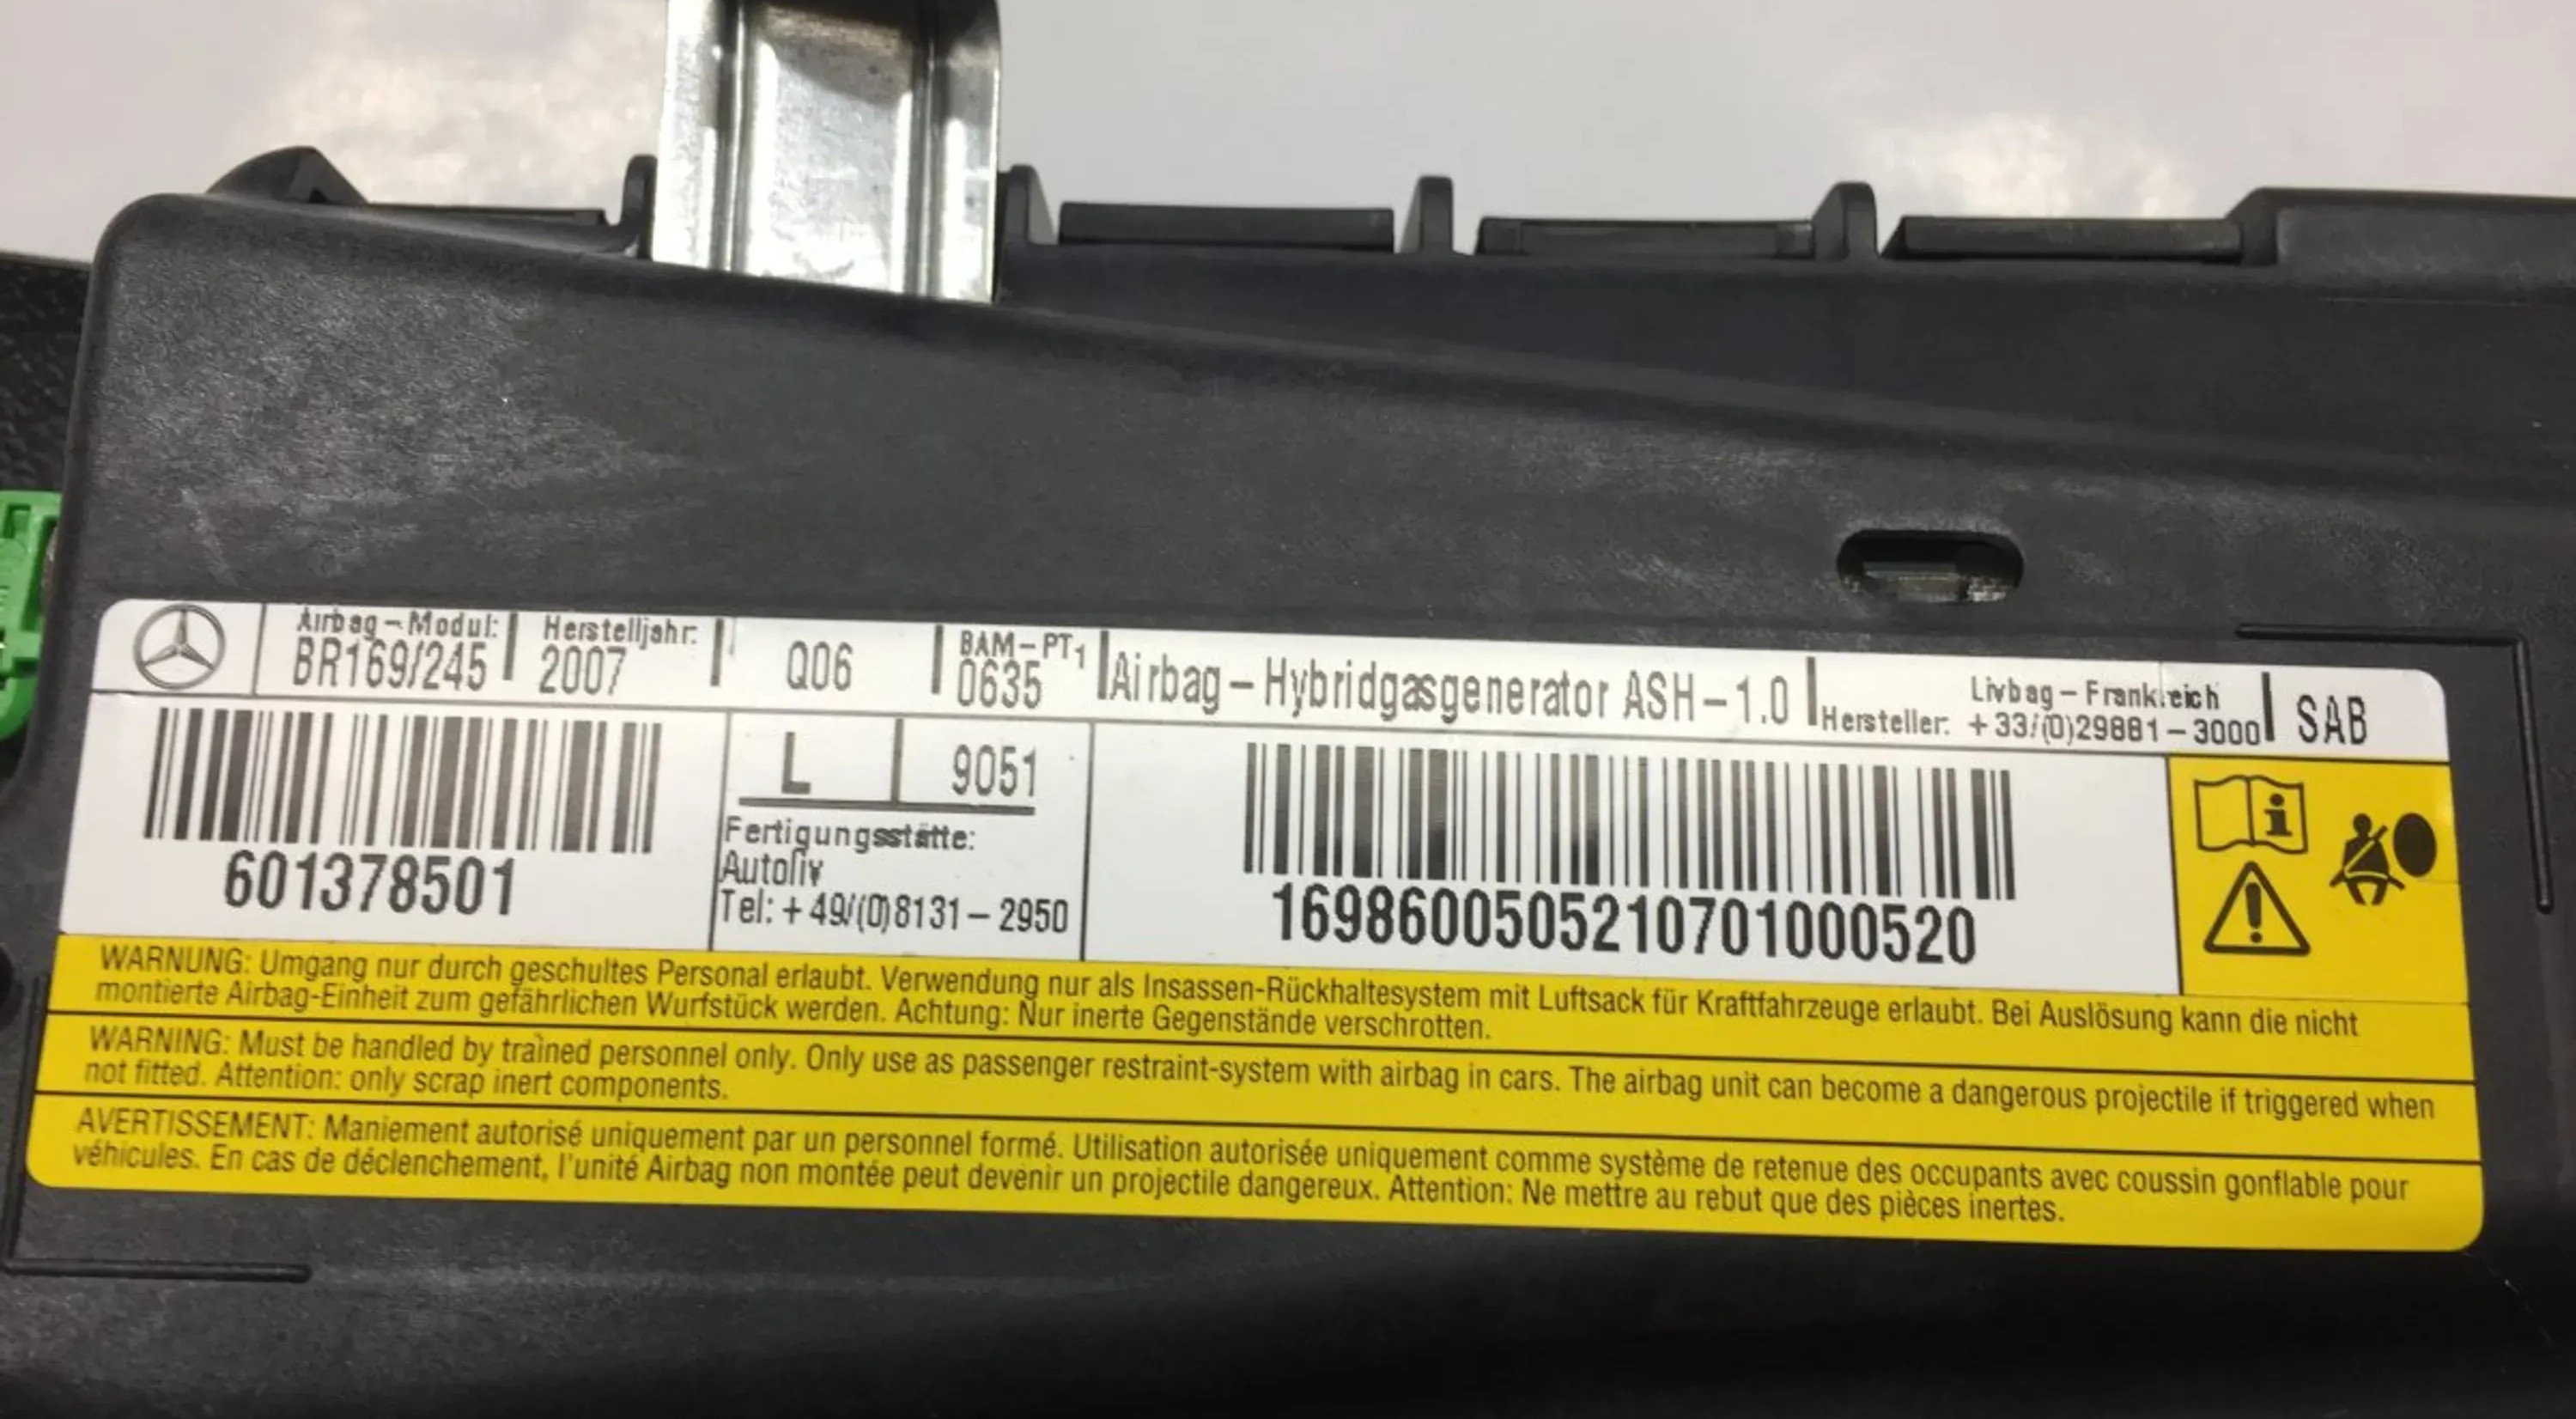 Airbag-Modul: BR169/245
Herstelljahr: 2007
Q06
BAM-PT1 0635
Airbag-Hybridgasgenerator ASH-1.0
Hersteller: Livbag-Frankreich +33/(0)29881-3000
SAB
601378501
L 9051
Fertigungsstätte:
Autoliv
Tel: +49/(0)8131-2950
1698600505210701000520
WARNUNG: Umgang nur durch geschultes Personal erlaubt. Verwendung nur als Insassen-Rückhaltesystem mit Luftsack für Kraftfahrzeuge erlaubt. Bei Auslösung kann die nicht
montierte Airbag-Einheit zum gefährlichen Wurfstück werden. Achtung: Nur inerte Gegenstände verschrotten.
WARNING: Must be handled by trained personnel only. Only use as passenger restraint-system with airbag in cars. The airbag unit can become a dangerous projectile if triggered when
not fitted. Attention: only scrap inert components.
AVERTISSEMENT: Maniement autorisé uniquement par un personnel formé. Utilisation autorisée uniquement comme système de retenue des occupants avec coussin gonflable pour
véhicules. En cas de déclenchement, l'unité Airbag non montée peut devenir un projectile dangereux. Attention: Ne mettre au rebut que des pièces inertes.